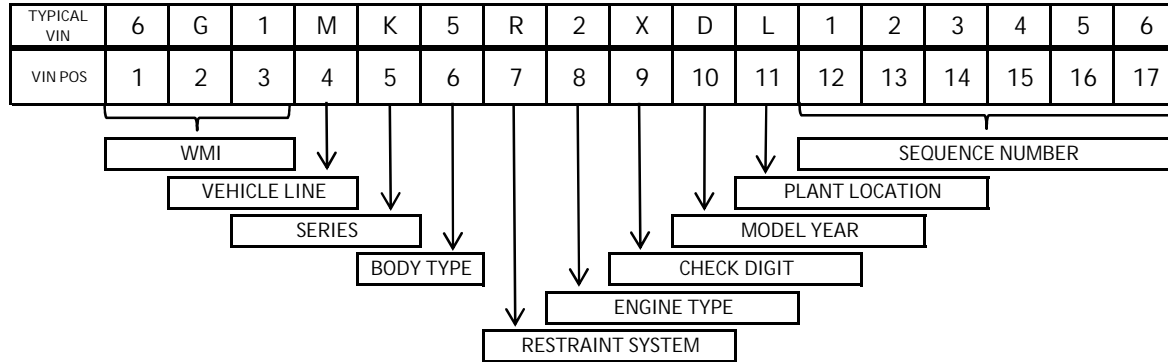 TYPICAL VIN 6 G 1 M K 5 R 2 X D L 1 2 3 4 5 6
VIN POS 1 2 3 4 5 6 7 8 9 10 11 12 13 14 15 16 17
WMI SEQUENCE NUMBER
VEHICLE LINE PLANT LOCATION
SERIES MODEL YEAR
BODY TYPE CHECK DIGIT
ENGINE TYPE
RESTRAINT SYSTEM